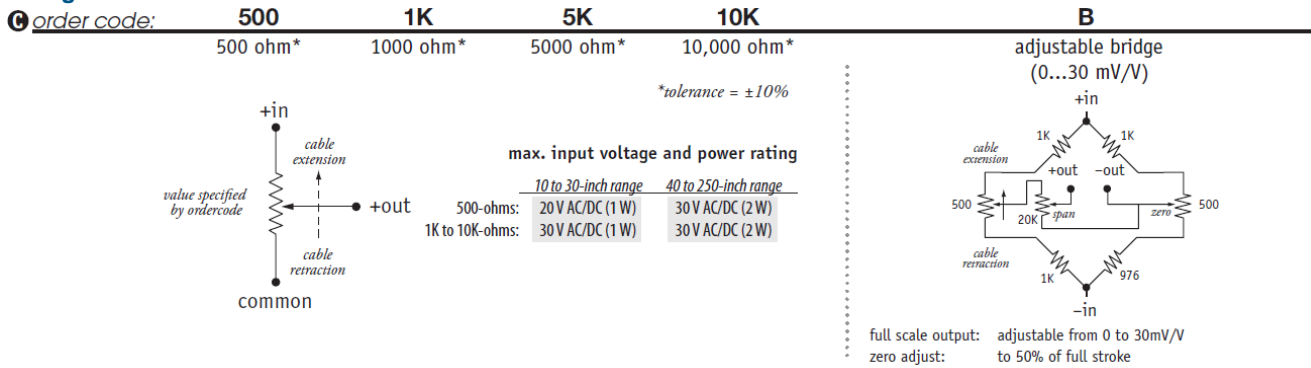 C order code: 500 1K 5K 10K B
500 ohm* 1000 ohm* 5000 ohm* 10,000 ohm*
*tolerance = ±10%
+in
cable
extension
value specified
by ordercode
+out
cable
retraction
common
max. input voltage and power rating
10 to 30-inch range 40 to 250-inch range
500-ohms: 20 V AC/DC (1 W) 30 V AC/DC (2 W)
1K to 10K-ohms: 30 V AC/DC (1 W) 30 V AC/DC (2 W)
adjustable bridge
(0...30 mV/V)
+in
1K 1K
cable
extension
+out –out
500 20K span zero 500
cable
retraction
1K 976
–in
full scale output: adjustable from 0 to 30mV/V
zero adjust: to 50% of full stroke